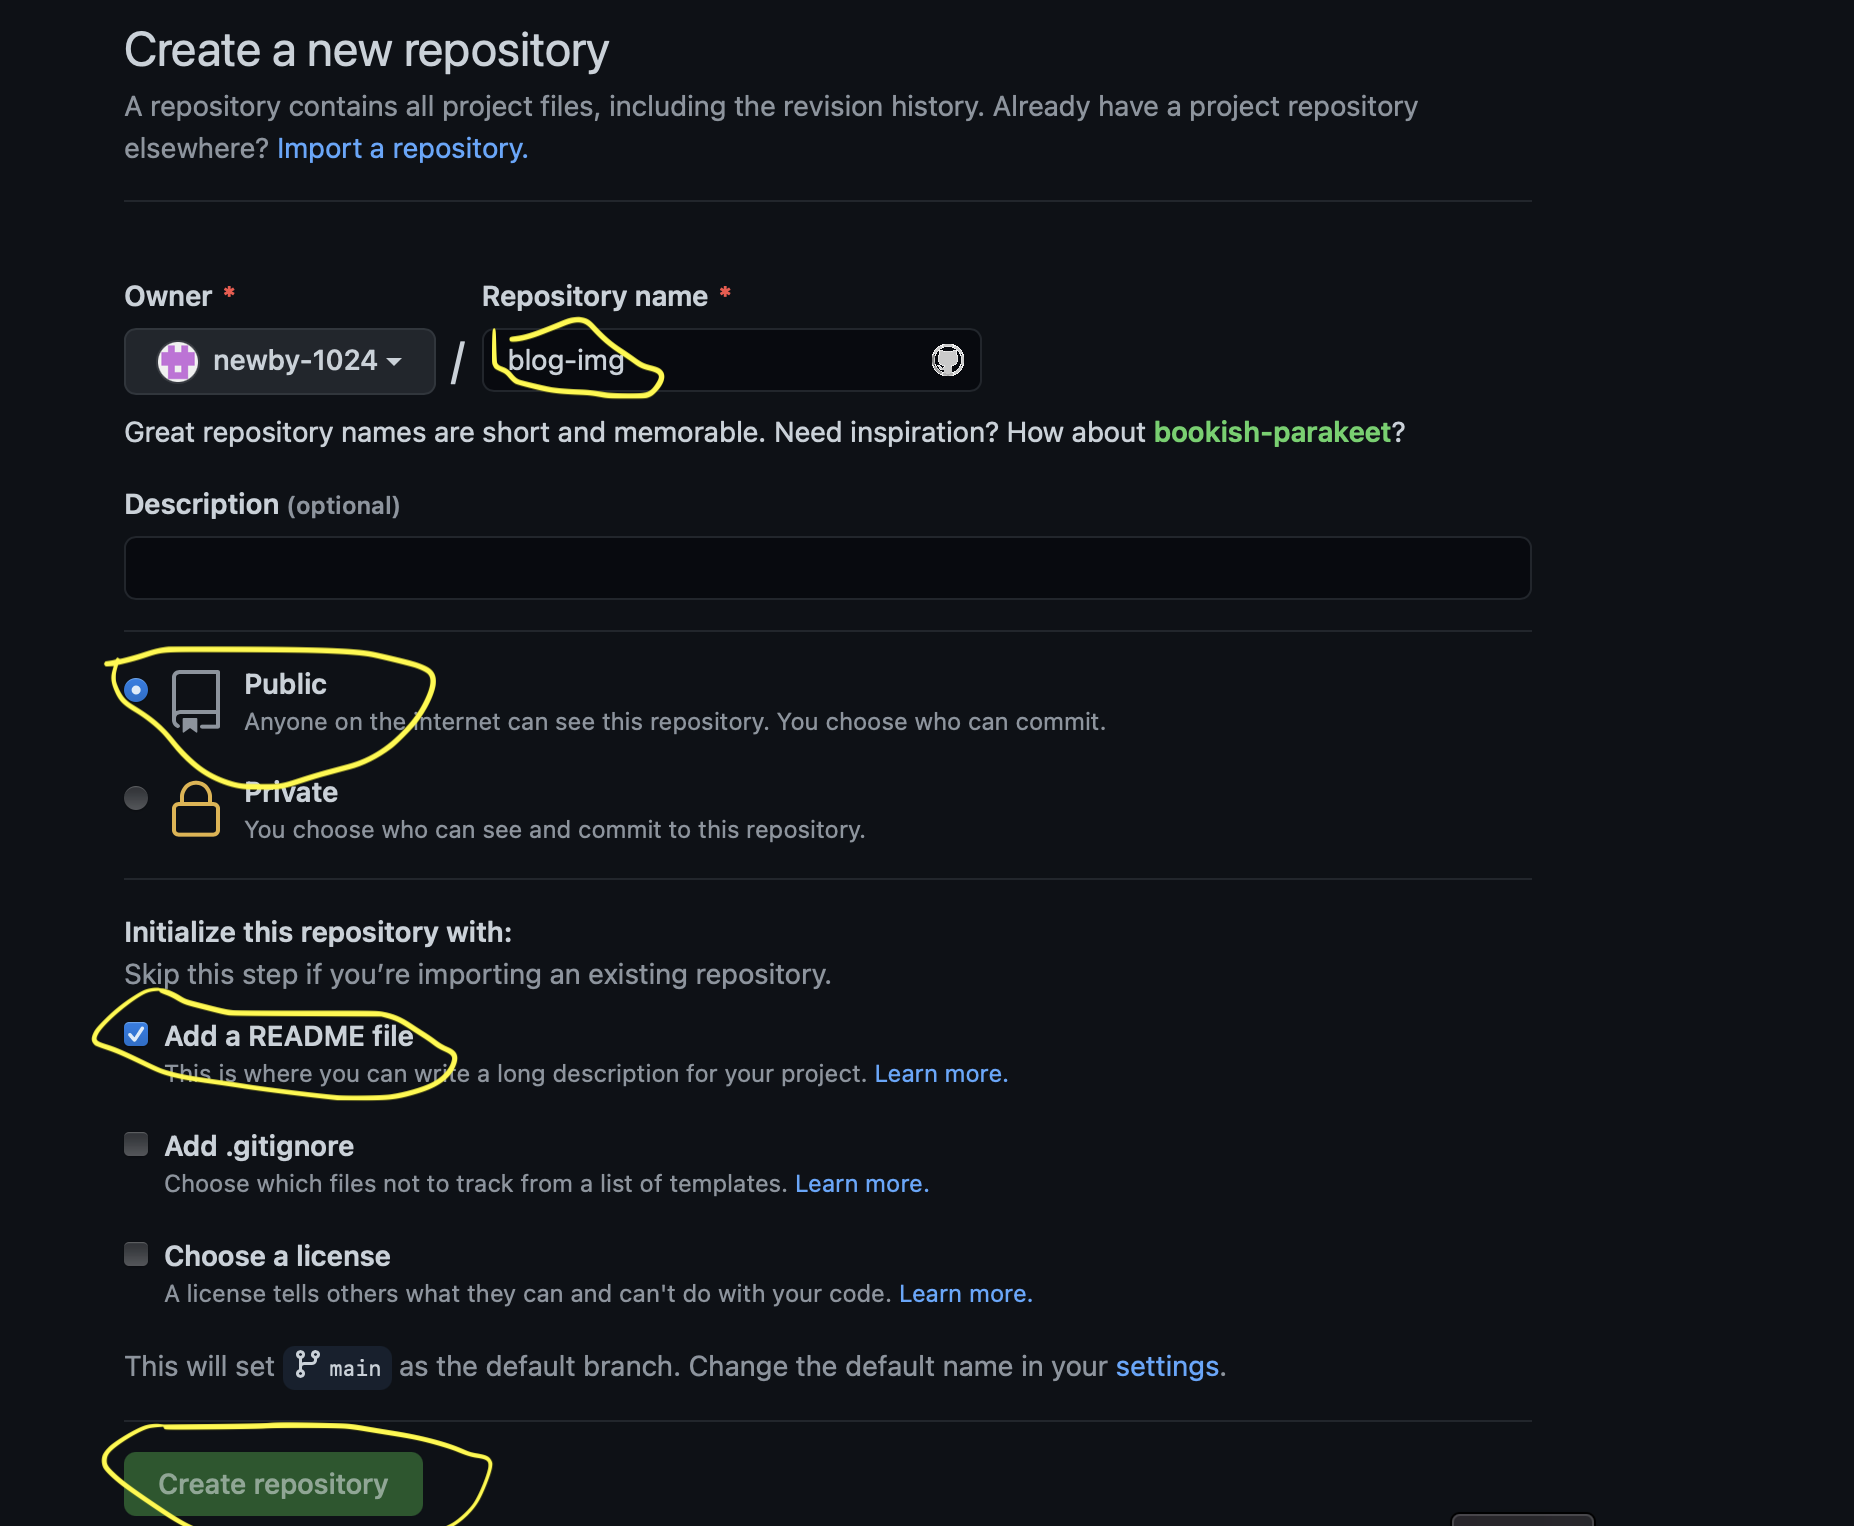 Create a new repository
A repository contains all project files, including the revision history. Already have a project repository
elsewhere? Import a repository.
Owner *
Repository name *
newby-1024
/
blog-img
Great repository names are short and memorable. Need inspiration? How about bookish-parakeet?
Description (optional)
Public
Anyone on the internet can see this repository. You choose who can commit.
Private
You choose who can see and commit to this repository.
Initialize this repository with:
Skip this step if you’re importing an existing repository.
Add a README file
This is where you can write a long description for your project. Learn more.
Add .gitignore
Choose which files not to track from a list of templates. Learn more.
Choose a license
A license tells others what they can and can't do with your code. Learn more.
This will set main as the default branch. Change the default name in your settings.
Create repository